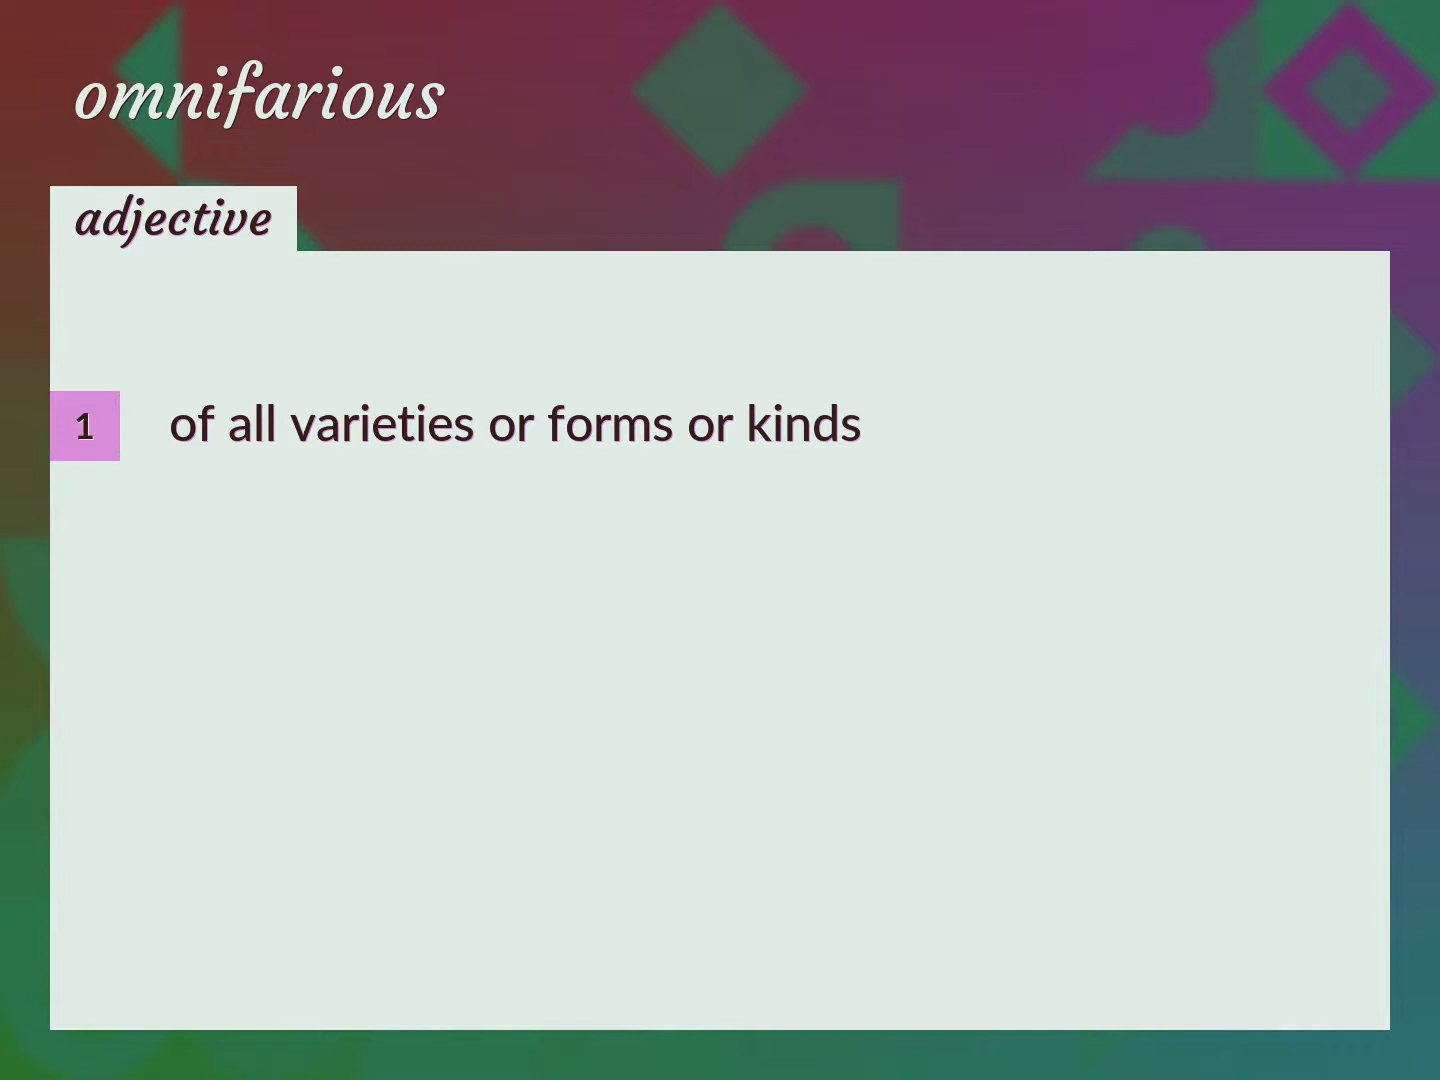 omnifarious
adjective
1 of all varieties or forms or kinds